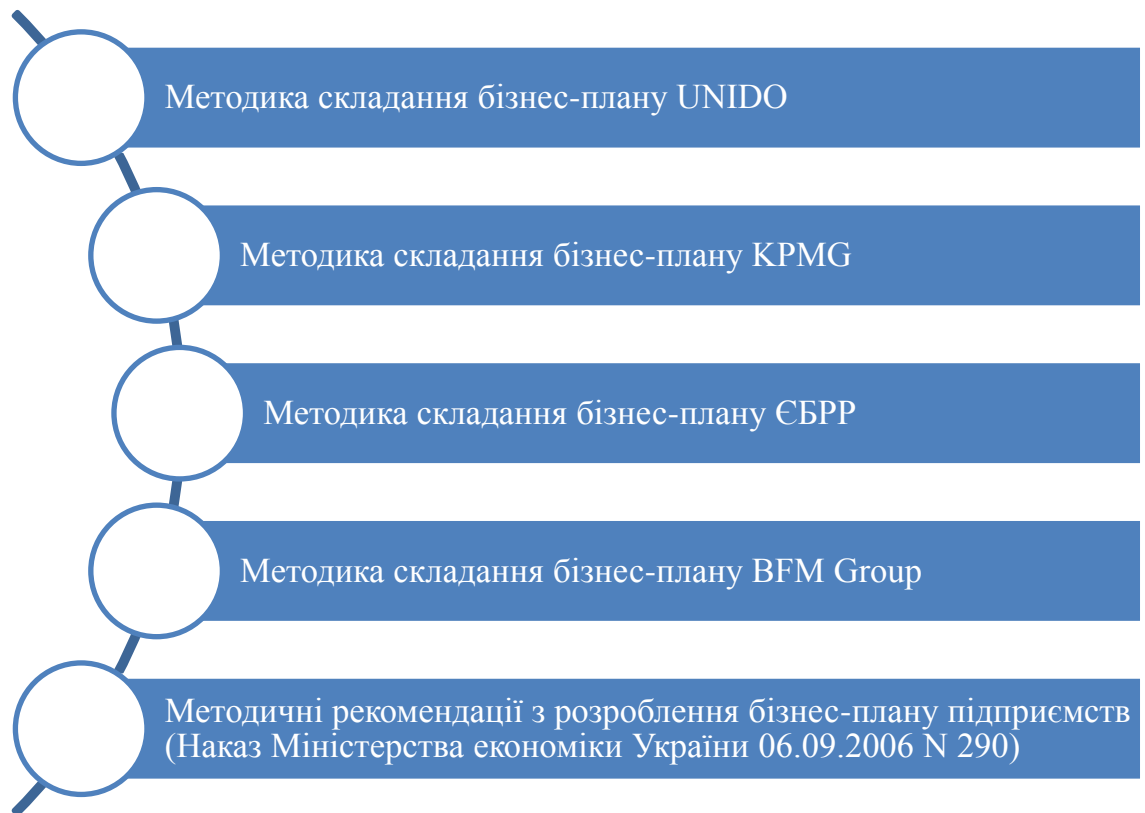 Методика складання бізнес-плану UNIDO
Методика складання бізнес-плану KPMG
Методика складання бізнес-плану ЄБРР
Методика складання бізнес-плану BFM Group
Методичні рекомендації з розроблення бізнес-плану підприємств
(Наказ Міністерства економіки України 06.09.2006 N 290)